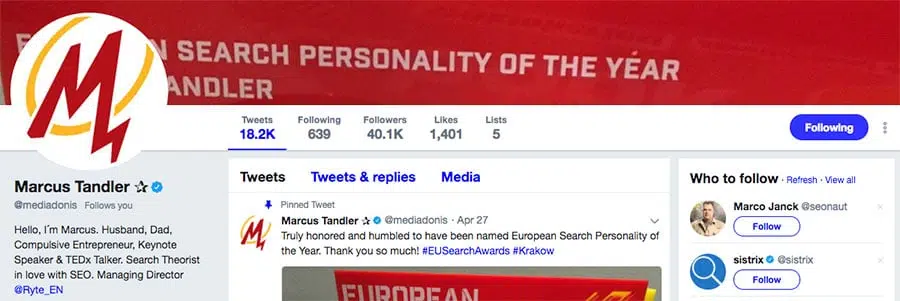 N SEARCH PERSONALITY OF THE YEAR
ANDLER
Tweets
18.2K
Following
639
Followers
40.1K
Likes
1,401
Lists
5
Following
Marcus Tandler ✰
@mediadonis Follows you
Hello, I´m Marcus. Husband, Dad,
Compulsive Entrepreneur, Keynote
Speaker & TEDx Talker. Search Theorist
in love with SEO. Managing Director
@Ryte_EN
Tweets Tweets & replies Media
Pinned Tweet
Marcus Tandler ✰ @mediadonis · Apr 27
Truly honored and humbled to have been named European Search Personality of
the Year. Thank you so much! #EUSearchAwards #Krakow
EUROPEAN
Who to follow · Refresh · View all
Marco Janck @seonaut
Follow
sistrix @sistrix
Follow